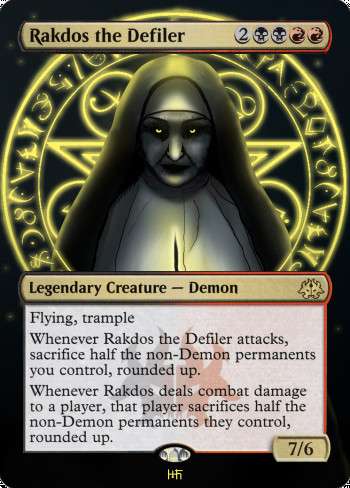 Rakdos the Defiler 2
Legendary Creature — Demon
Flying, trample
Whenever Rakdos the Defiler attacks,
sacrifice half the non-Demon permanents
you control, rounded up.
Whenever Rakdos deals combat damage
to a player, that player sacrifices half the
non-Demon permanents they control,
rounded up.
7/6